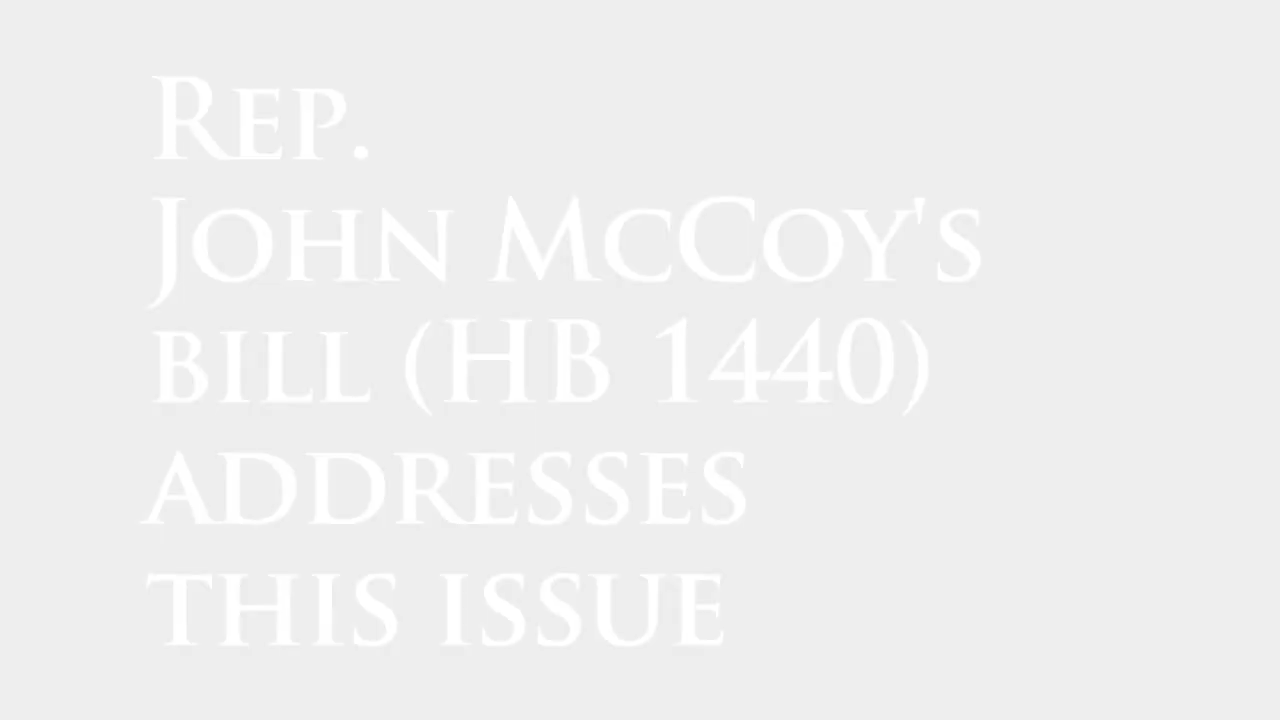 Rep.
John McCoy's
bill (HB 1440)
addresses
this issue